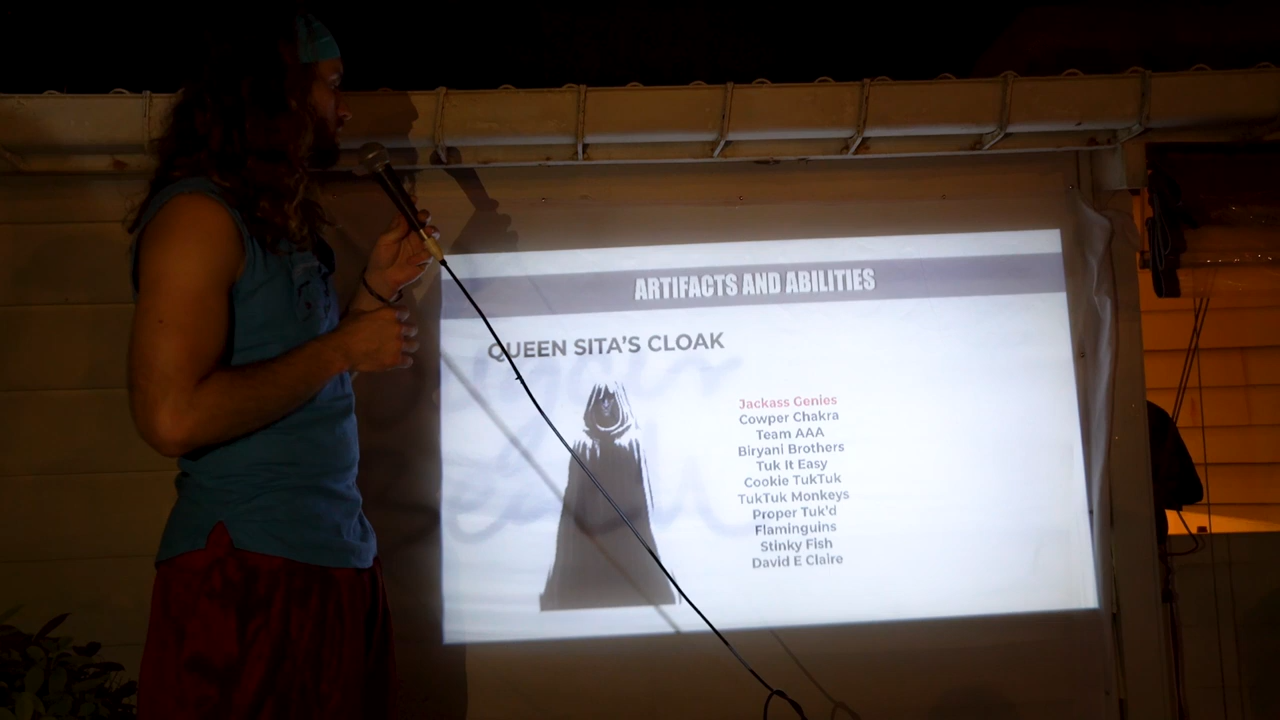 ARTIFACTS AND ABILITIES
QUEEN SITA'S CLOAK
Jackass Genies
Cowper Chakra
Team AAA
Biryani Brothers
Tuk It Easy
Cookie TukTuk
TukTuk Monkeys
Proper Tuk'd
Flaminguins
Stinky Fish
David E Claire